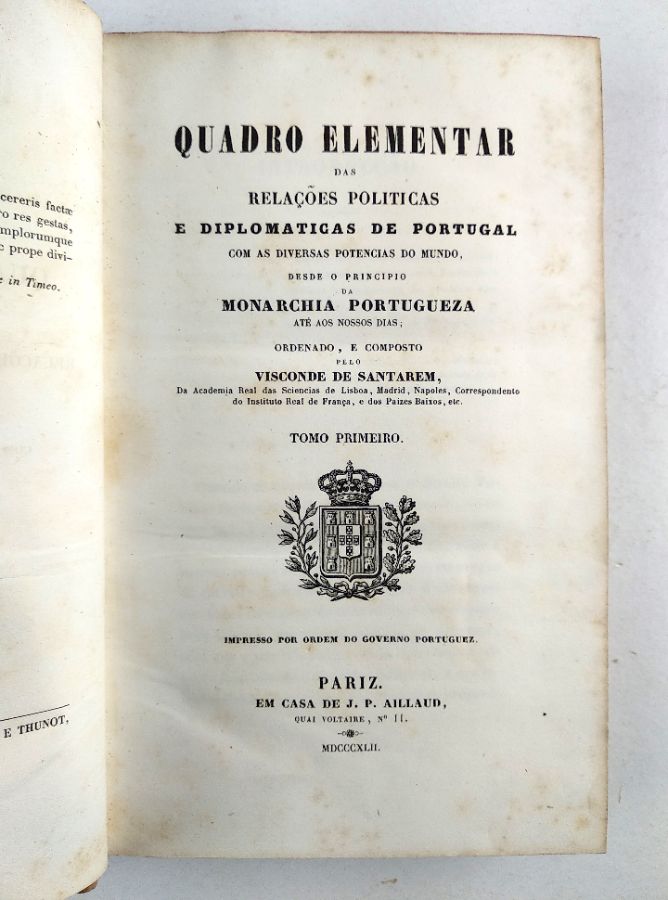 cereris factæ
o res gestas,
mplorumque
c prope divi-
e in Timeo.
E THUNOT,
QUADRO ELEMENTAR
DAS
RELAÇÕES POLITICAS
E DIPLOMATICAS DE PORTUGAL
COM AS DIVERSAS POTENCIAS DO MUNDO,
DESDE O PRINCIPIO
DA
MONARCHIA PORTUGUEZA
ATÉ AOS NOSSOS DIAS;
ORDENADO, E COMPOSTO
PELO
VISCONDE DE SANTAREM,
Da Academia Real das Sciencias de Lisboa, Madrid, Napoles, Correspondente
do Instituto Real de França, e dos Paizes Baixos, etc.
TOMO PRIMEIRO.
IMPRESSO POR ORDEM DO GOVERNO PORTUGUEZ.
PARIZ.
EM CASA DE J. P. AILLAUD,
QUAI VOLTAIRE, Nº 11.
MDCCCXLII.